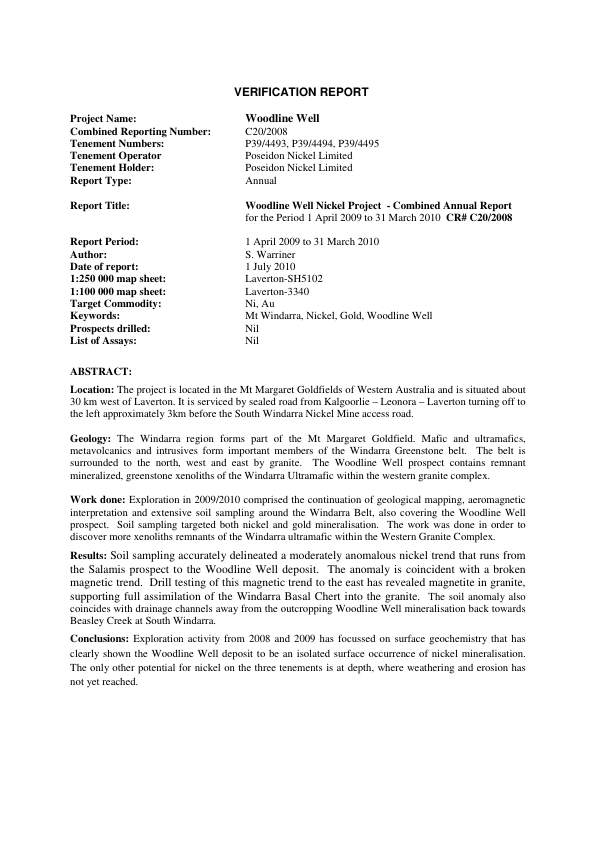 VERIFICATION REPORT
Project Name: Woodline Well
Combined Reporting Number: C20/2008
Tenement Numbers: P39/4493, P39/4494, P39/4495
Tenement Operator Poseidon Nickel Limited
Tenement Holder: Poseidon Nickel Limited
Report Type: Annual
Report Title: Woodline Well Nickel Project - Combined Annual Report
for the Period 1 April 2009 to 31 March 2010 CR# C20/2008
Report Period: 1 April 2009 to 31 March 2010
Author: S. Warriner
Date of report: 1 July 2010
1:250 000 map sheet: Laverton-SH5102
1:100 000 map sheet: Laverton-3340
Target Commodity: Ni, Au
Keywords: Mt Windarra, Nickel, Gold, Woodline Well
Prospects drilled: Nil
List of Assays: Nil
ABSTRACT:
Location: The project is located in the Mt Margaret Goldfields of Western Australia and is situated about
30 km west of Laverton. It is serviced by sealed road from Kalgoorlie – Leonora – Laverton turning off to
the left approximately 3km before the South Windarra Nickel Mine access road.
Geology: The Windarra region forms part of the Mt Margaret Goldfield. Mafic and ultramafics,
metavolcanics and intrusives form important members of the Windarra Greenstone belt. The belt is
surrounded to the north, west and east by granite. The Woodline Well prospect contains remnant
mineralized, greenstone xenoliths of the Windarra Ultramafic within the western granite complex.
Work done: Exploration in 2009/2010 comprised the continuation of geological mapping, aeromagnetic
interpretation and extensive soil sampling around the Windarra Belt, also covering the Woodline Well
prospect. Soil sampling targeted both nickel and gold mineralisation. The work was done in order to
discover more xenoliths remnants of the Windarra ultramafic within the Western Granite Complex.
Results: Soil sampling accurately delineated a moderately anomalous nickel trend that runs from
the Salamis prospect to the Woodline Well deposit. The anomaly is coincident with a broken
magnetic trend. Drill testing of this magnetic trend to the east has revealed magnetite in granite,
supporting full assimilation of the Windarra Basal Chert into the granite. The soil anomaly also
coincides with drainage channels away from the outcropping Woodline Well mineralisation back towards
Beasley Creek at South Windarra.
Conclusions: Exploration activity from 2008 and 2009 has focussed on surface geochemistry that has
clearly shown the Woodline Well deposit to be an isolated surface occurrence of nickel mineralisation.
The only other potential for nickel on the three tenements is at depth, where weathering and erosion has
not yet reached.